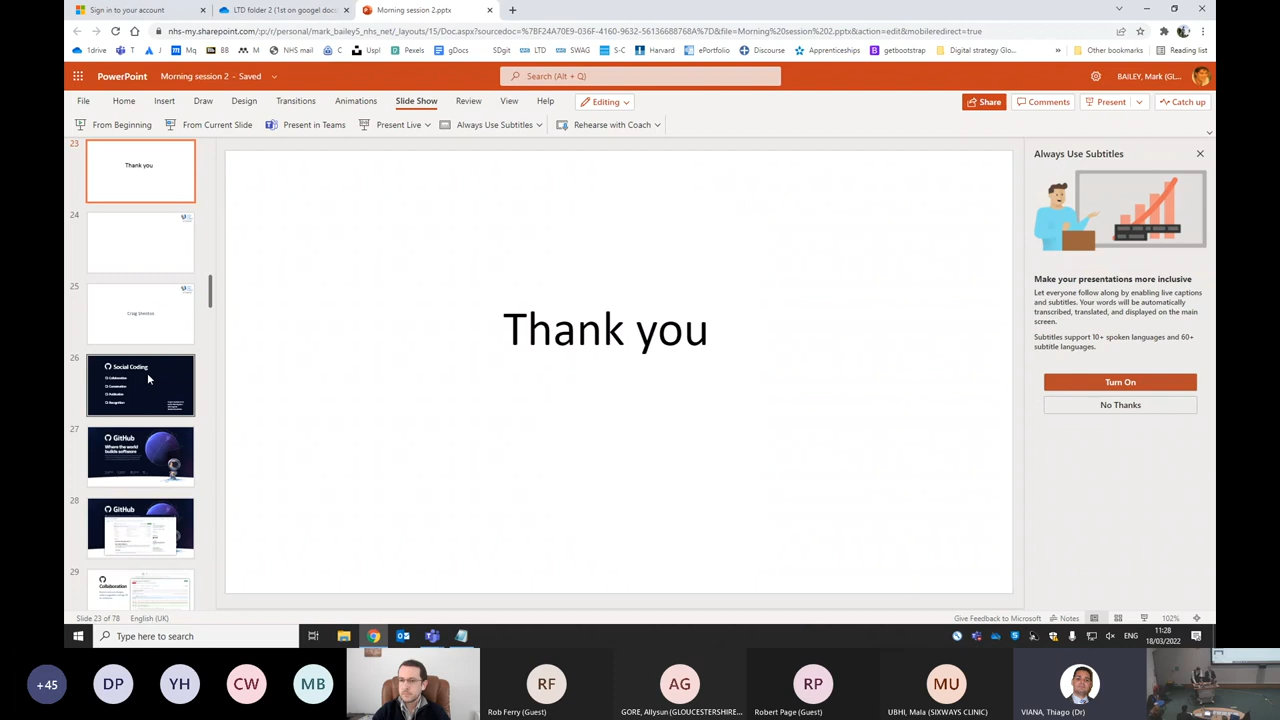 Sign in to your account
LTD folder 2 (1st on googel docs)
Morning session 2.pptx
nhs-my.sharepoint.com/:p:/r/personal/mark_bailey5_nhs_net/_layouts/15/Doc.aspx?sourcedoc=%7BF24A70E9-036F-4160-9632-56136688768A%7D&file=Morning%20session%202.pptx&action=edit&mobileredirect=true
1drive
Mq
BB
M
NHS mail
C
Uspl
Pexels
gDocs
SDgit
LTD
SWAG
S-C
Harvard
ePortfolio
Discourse
Apprenticeships
getbootstrap
Digital strategy Glo...
»
Other bookmarks
Reading list
PowerPoint
Morning session 2 - Saved
Search (Alt + Q)
BAILEY, Mark (GL...
File
Home
Insert
Draw
Design
Transitions
Animations
Slide Show
Review
View
Help
Editing
Share
Comments
Present
Catch up
From Beginning
From Current Slide
Present in Teams
Present Live
Always Use Subtitles
Rehearse with Coach
23
Thank you
24
25
26
Social Coding
Collaboration
Conversation
Publication
Recognition
27
GitHub
Where the world
builds software
28
GitHub
29
Collaboration
Thank you
Always Use Subtitles
Make your presentations more inclusive
Let everyone follow along by enabling live captions
and subtitles. Your words will be automatically
transcribed, translated, and displayed on the main
screen.
Subtitles support 10+ spoken languages and 60+
subtitle languages.
Turn On
No Thanks
Slide 23 of 78
English (UK)
Give Feedback to Microsoft
Notes
102%
Type here to search
ENG
11:28
18/03/2022
+45
DP
YH
CW
MB
RF
Rob Ferry (Guest)
AG
GORE, Allysun (GLOUCESTERSHIRE...
RP
Robert Page (Guest)
MU
UBHI, Mala (SIXWAYS CLINIC)
VIANA, Thiago (Dr)